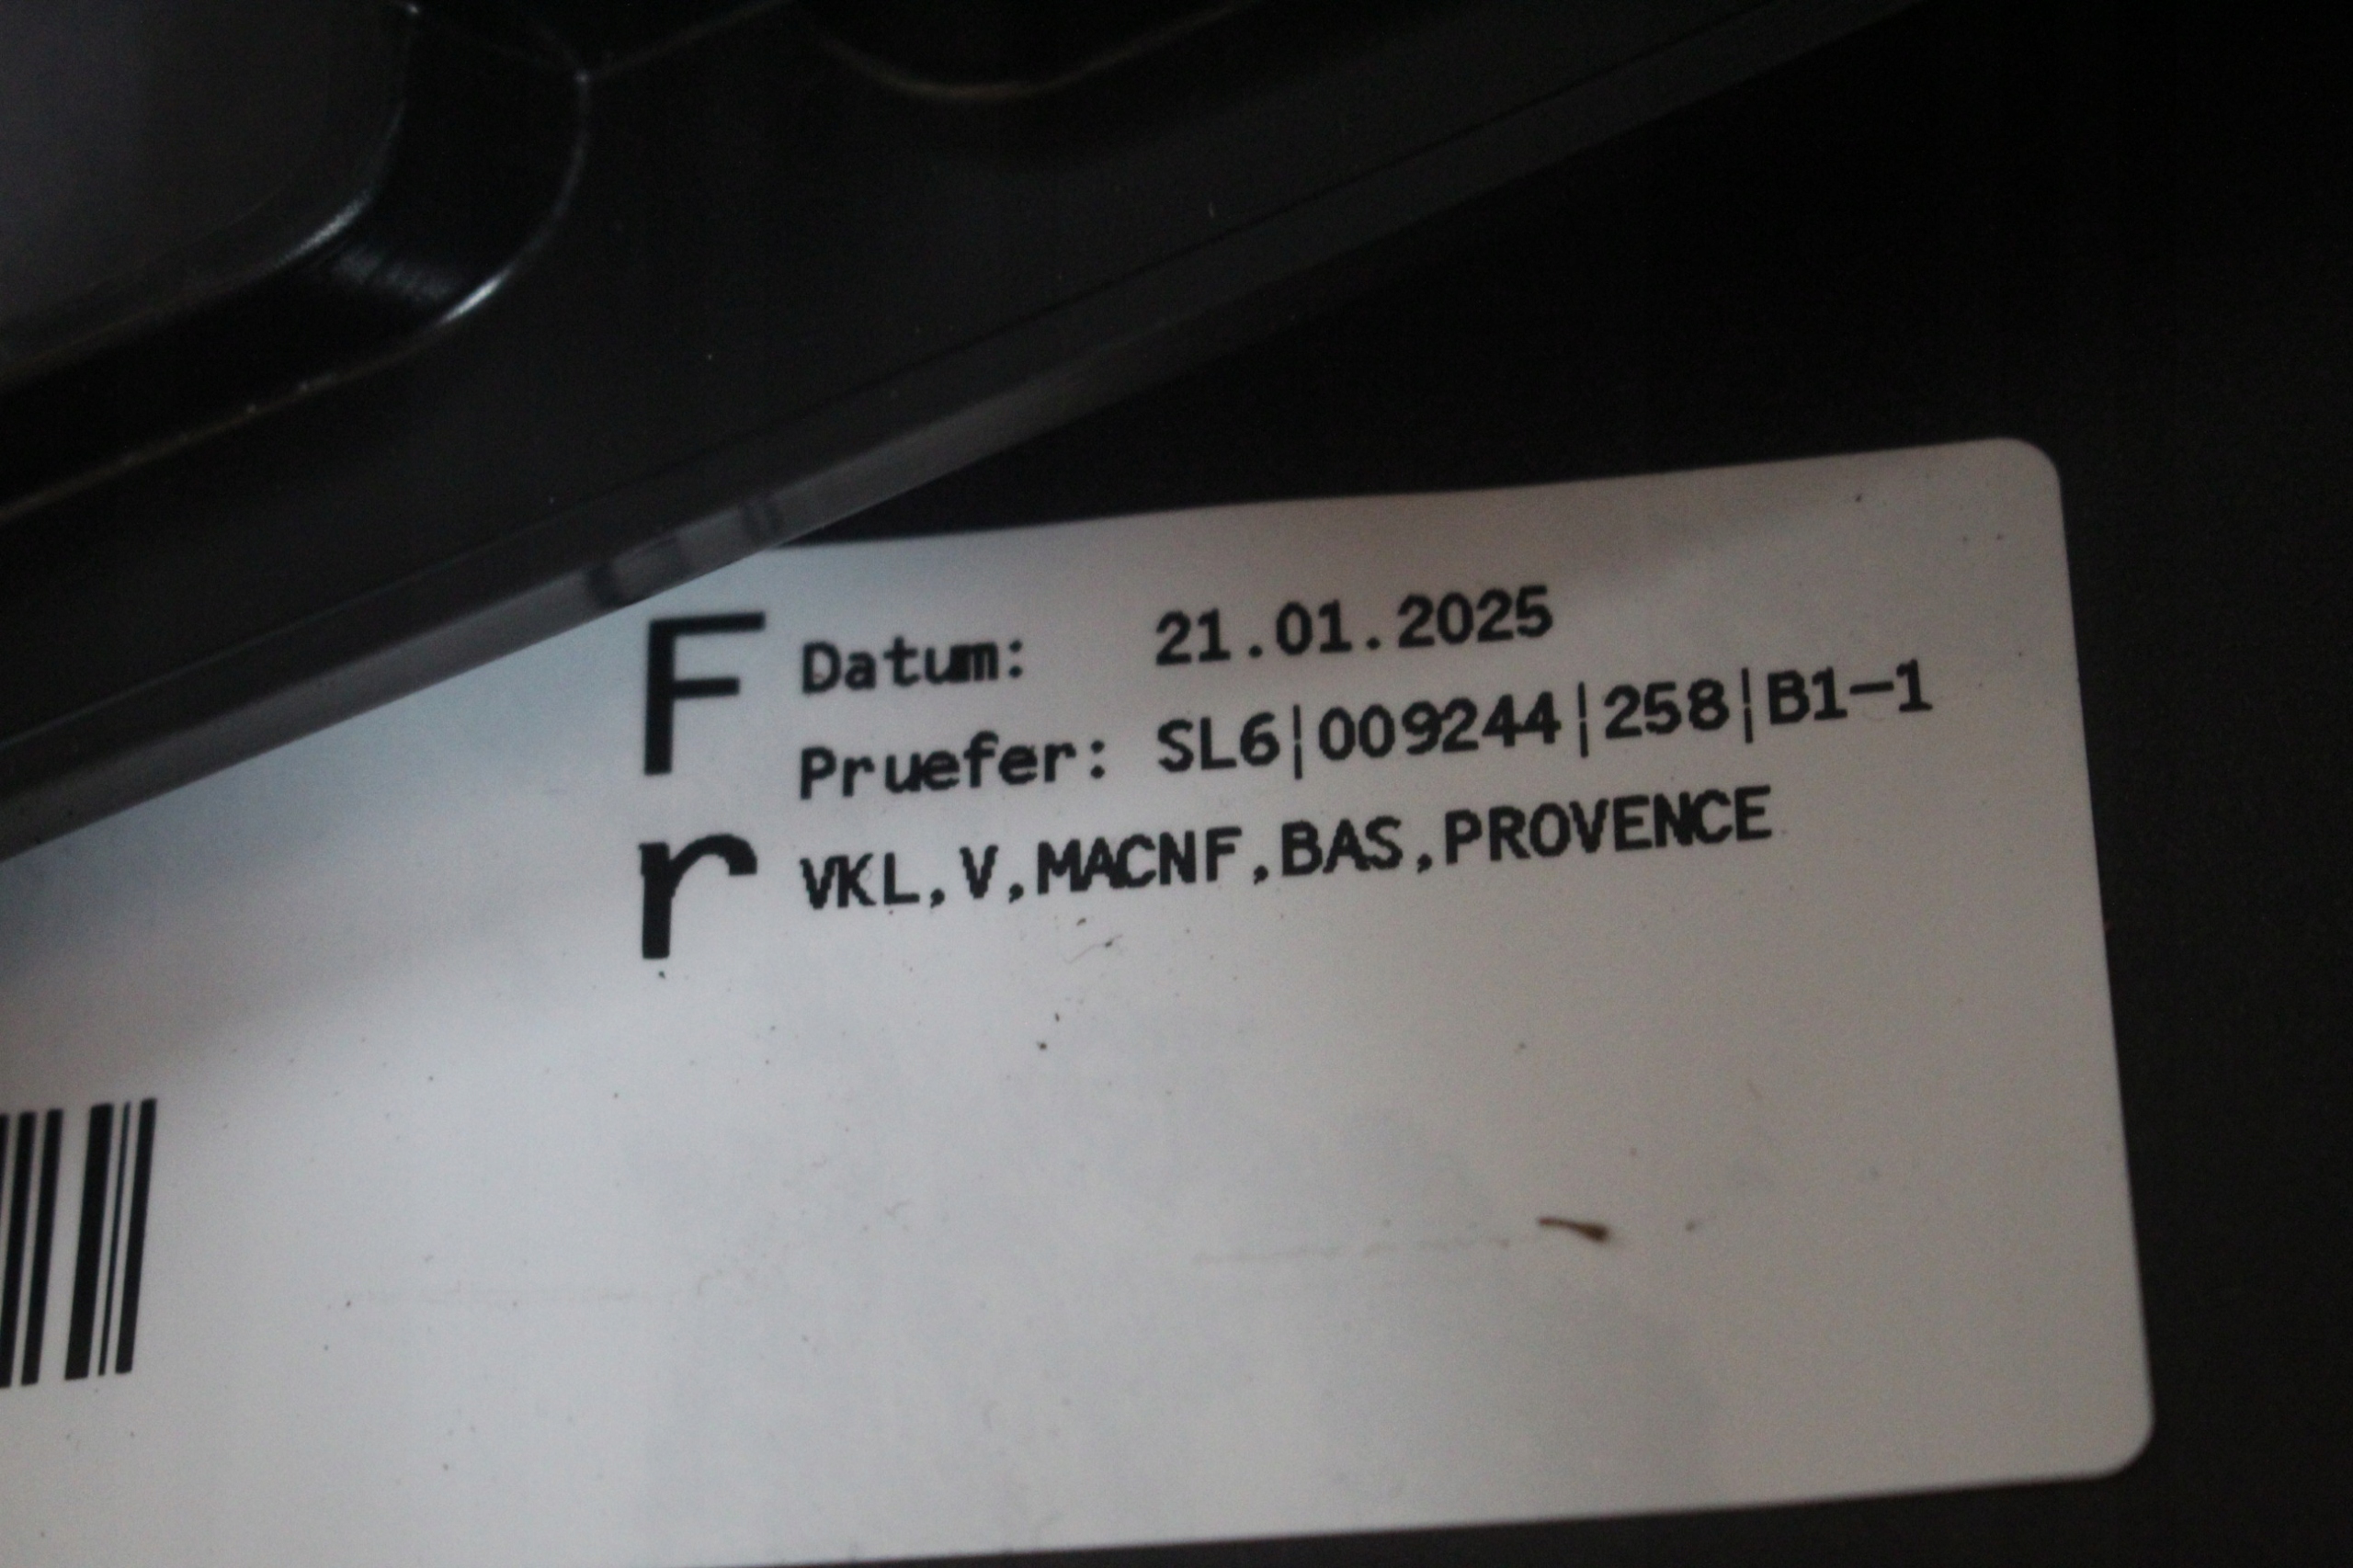 F Datum: 21.01.2025
Pruefer: SL6|009244|258|B1-1
r VKL,V,MACNF,BAS,PROVENCE